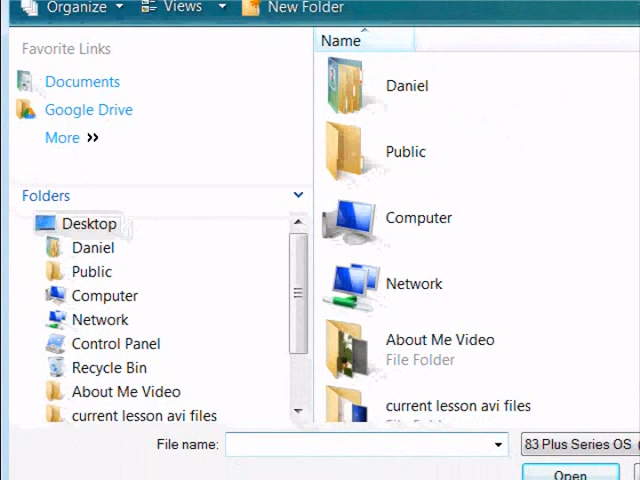 Organize Views New Folder
Favorite Links
Documents
Google Drive
More
Folders
Desktop
Daniel
Public
Computer
Network
Control Panel
Recycle Bin
About Me Video
current lesson avi files
Name
Daniel
Public
Computer
Network
About Me Video
File Folder
current lesson avi files
File name:
83 Plus Series OS (
Open